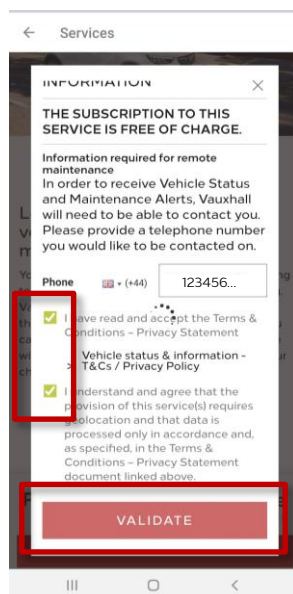 Services
INFORMATION
THE SUBSCRIPTION TO THIS
SERVICE IS FREE OF CHARGE.
Information required for remote
maintenance
In order to receive Vehicle Status
and Maintenance Alerts, Vauxhall
will need to be able to contact you.
Please provide a telephone number
you would like to be contacted on.
Phone (+44) 123456...
I have read and accept the Terms &
Conditions – Privacy Statement
> Vehicle status & information -
T&Cs / Privacy Policy
I understand and agree that the
provision of this service(s) requires
geolocation and that data is
processed only in accordance and,
as specified, in the Terms &
Conditions – Privacy Statement
document linked above.
VALIDATE